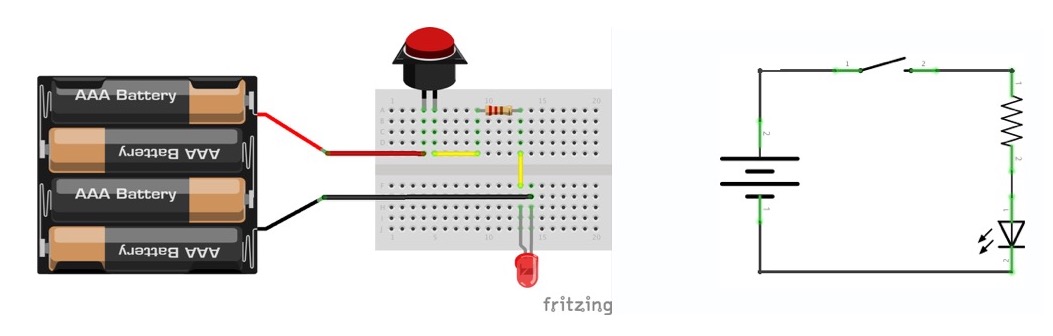 AAA Battery
AAA Battery
AAA Battery
AAA Battery
1 5 10 15 20
A
B
C
D
E
F
G
H
I
J
1 5 10 15 20
fritzing
1 2
2
1
1
2
1
2